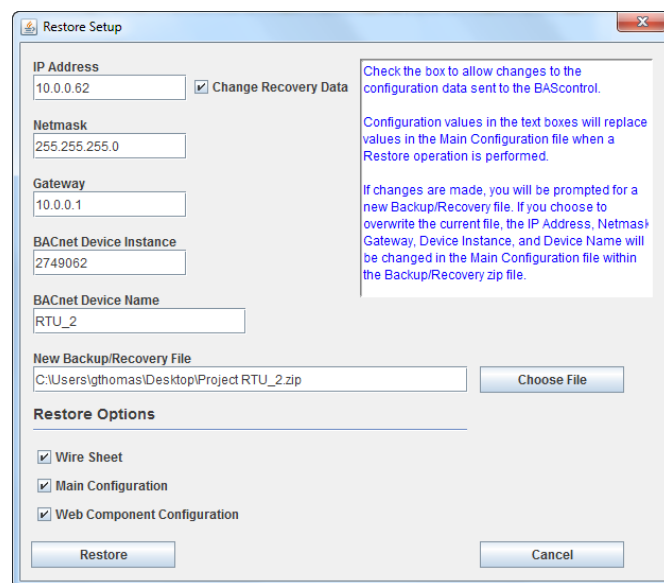 Restore Setup
IP Address
10.0.0.62
Change Recovery Data
Netmask
255.255.255.0
Gateway
10.0.0.1
BACnet Device Instance
2749062
BACnet Device Name
RTU_2
Check the box to allow changes to the
configuration data sent to the BAScontrol.
Configuration values in the text boxes will replace
values in the Main Configuration file when a
Restore operation is performed.
If changes are made, you will be prompted for a
new Backup/Recovery file. If you choose to
overwrite the current file, the IP Address, Netmask
Gateway, Device Instance, and Device Name will
be changed in the Main Configuration file within
the Backup/Recovery zip file.
New Backup/Recovery File
C:\Users\gthomas\Desktop\Project RTU_2.zip
Choose File
Restore Options
Wire Sheet
Main Configuration
Web Component Configuration
Restore
Cancel